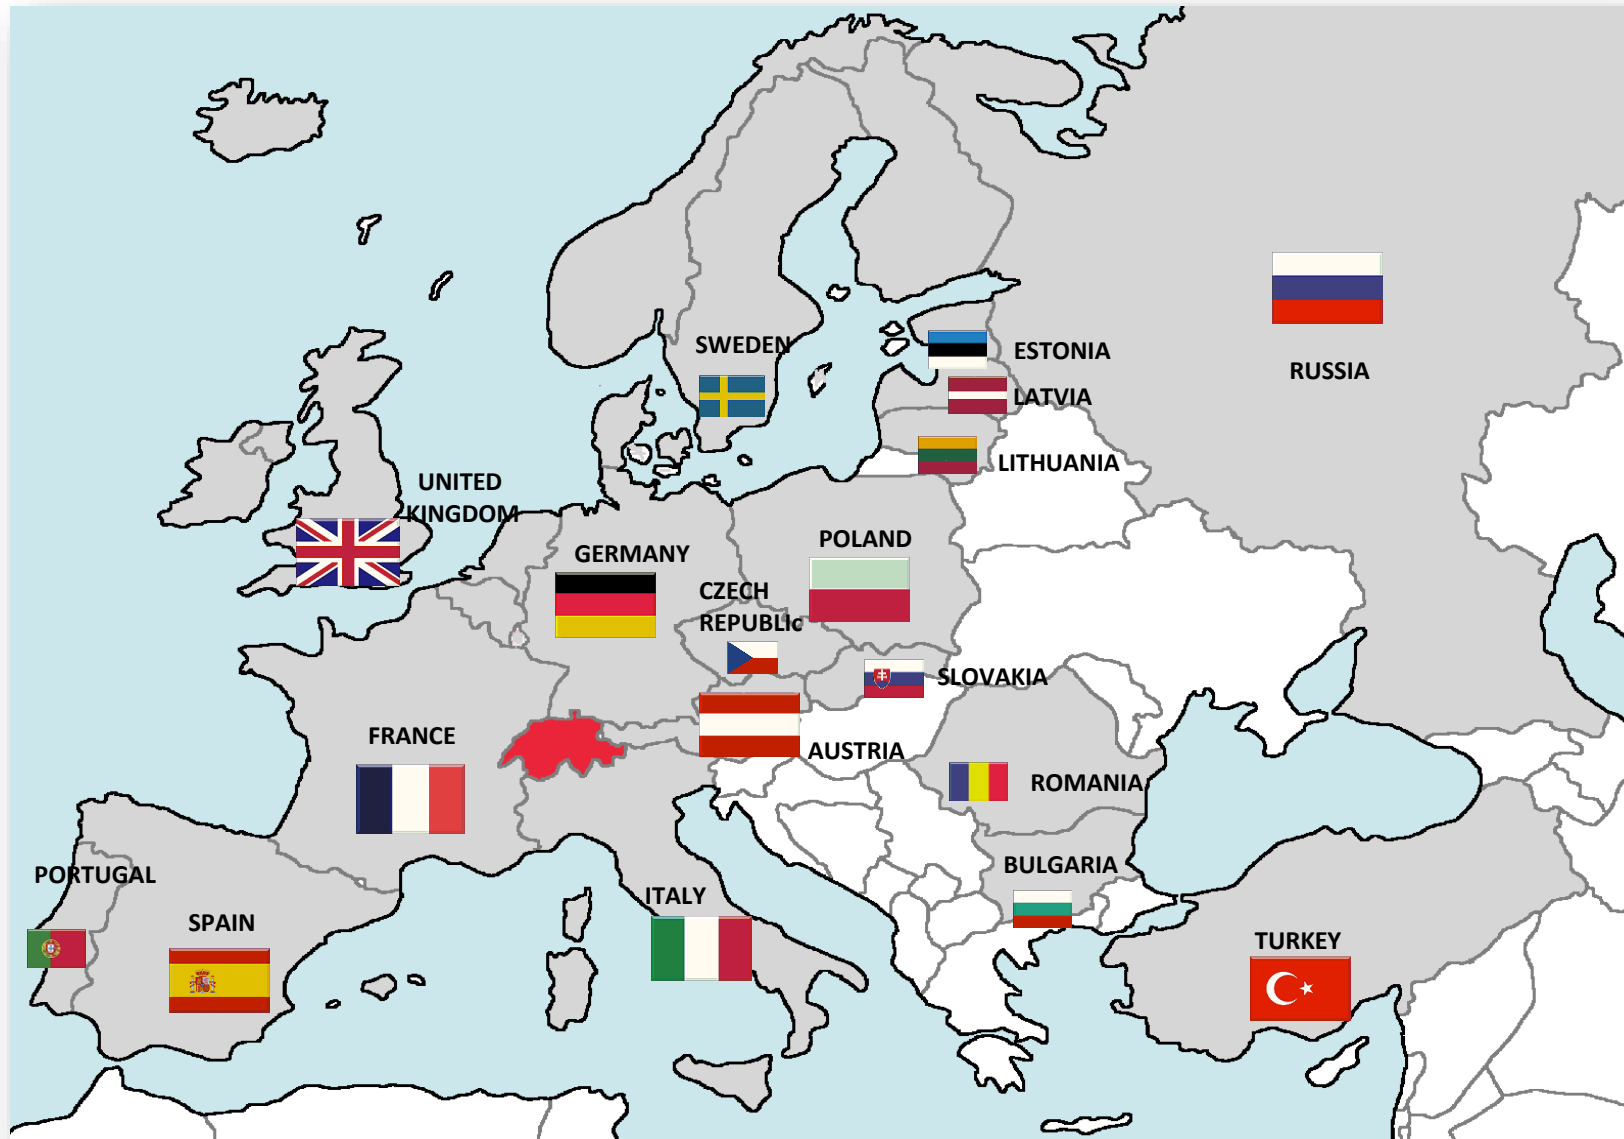 SWEDEN
ESTONIA
RUSSIA
LATVIA
LITHUANIA
UNITED
KINGDOM
POLAND
GERMANY
CZECH
REPUBLIc
SLOVAKIA
FRANCE
AUSTRIA
ROMANIA
BULGARIA
PORTUGAL
ITALY
SPAIN
TURKEY